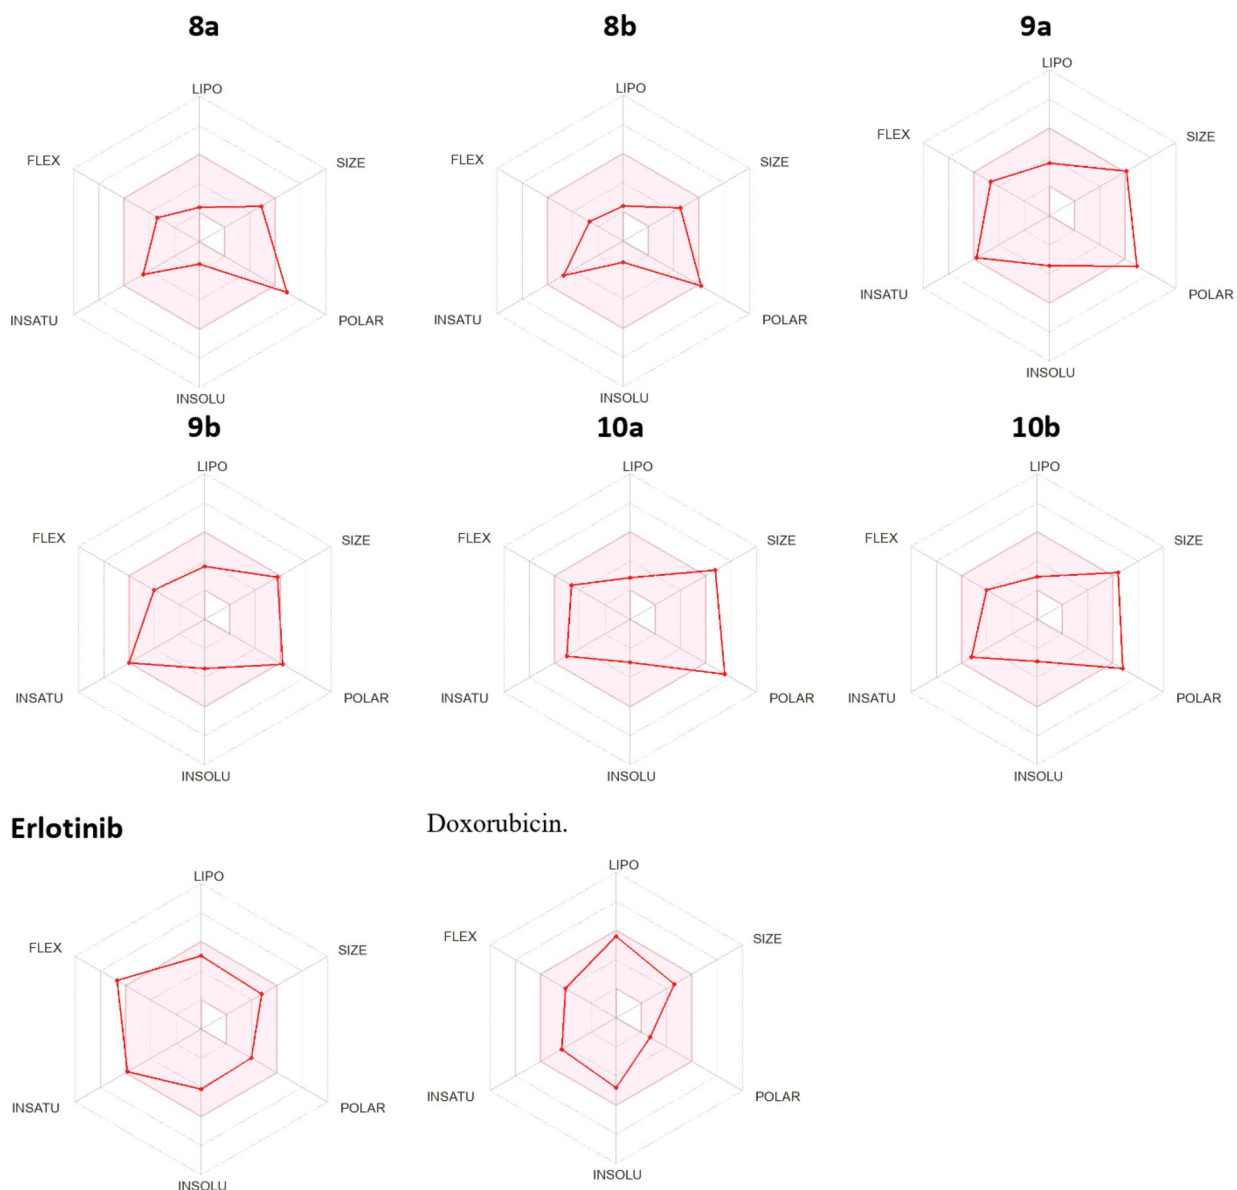 8a
8b
9a
LIPO
FLEX
SIZE
INSATU
POLAR
INSOLU
LIPO
FLEX
SIZE
INSATU
POLAR
INSOLU
LIPO
FLEX
SIZE
INSATU
POLAR
INSOLU
9b
10a
10b
LIPO
FLEX
SIZE
INSATU
POLAR
INSOLU
LIPO
FLEX
SIZE
INSATU
POLAR
INSOLU
LIPO
FLEX
SIZE
INSATU
POLAR
INSOLU
Erlotinib
Doxorubicin.
LIPO
FLEX
SIZE
INSATU
POLAR
INSOLU
LIPO
FLEX
SIZE
INSATU
POLAR
INSOLU